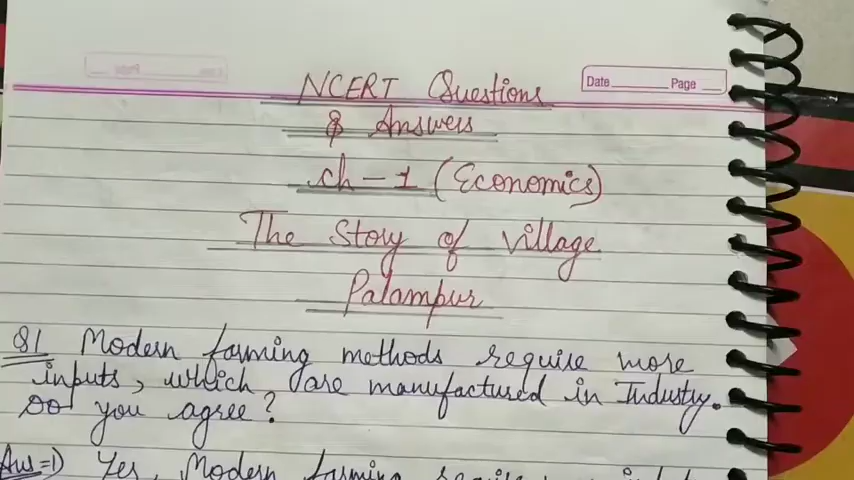 Date Page
NCERT Questions
& Answers
ch - 1 (Economics)
The Story of Village
Palampur
Q1 Modern farming methods require more
inputs, which are manufactured in Industry.
Do you agree?
Ans=1) Yes, Modern farming require